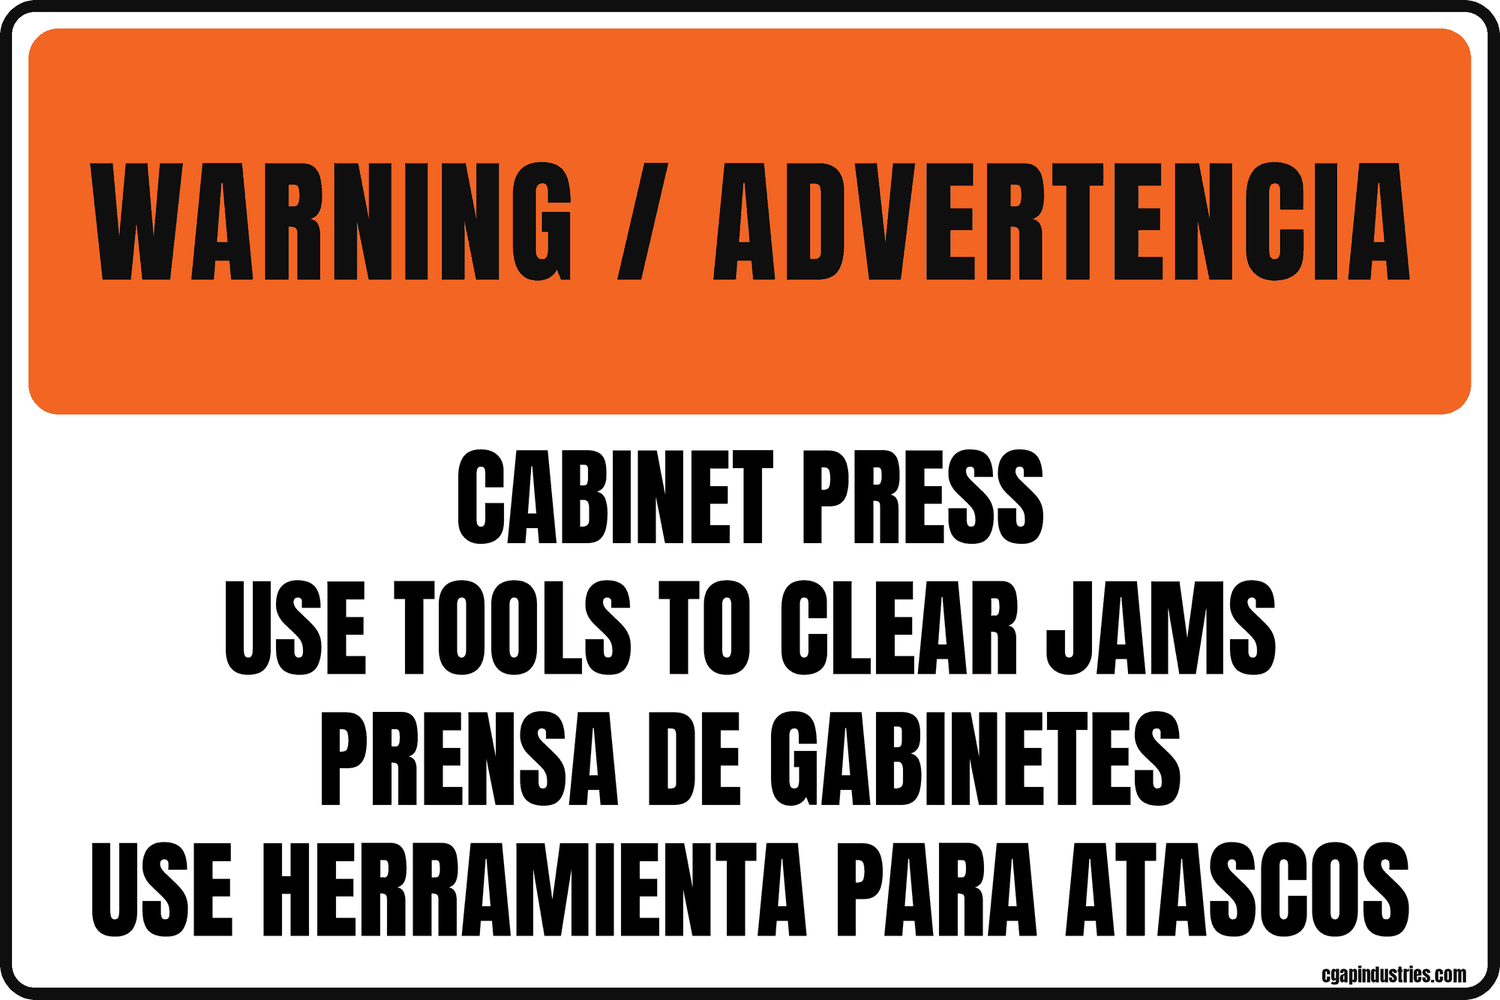 WARNING / ADVERTENCIA
CABINET PRESS
USE TOOLS TO CLEAR JAMS
PRENSA DE GABINETES
USE HERRAMIENTA PARA ATASCOS
cgapindustries.com